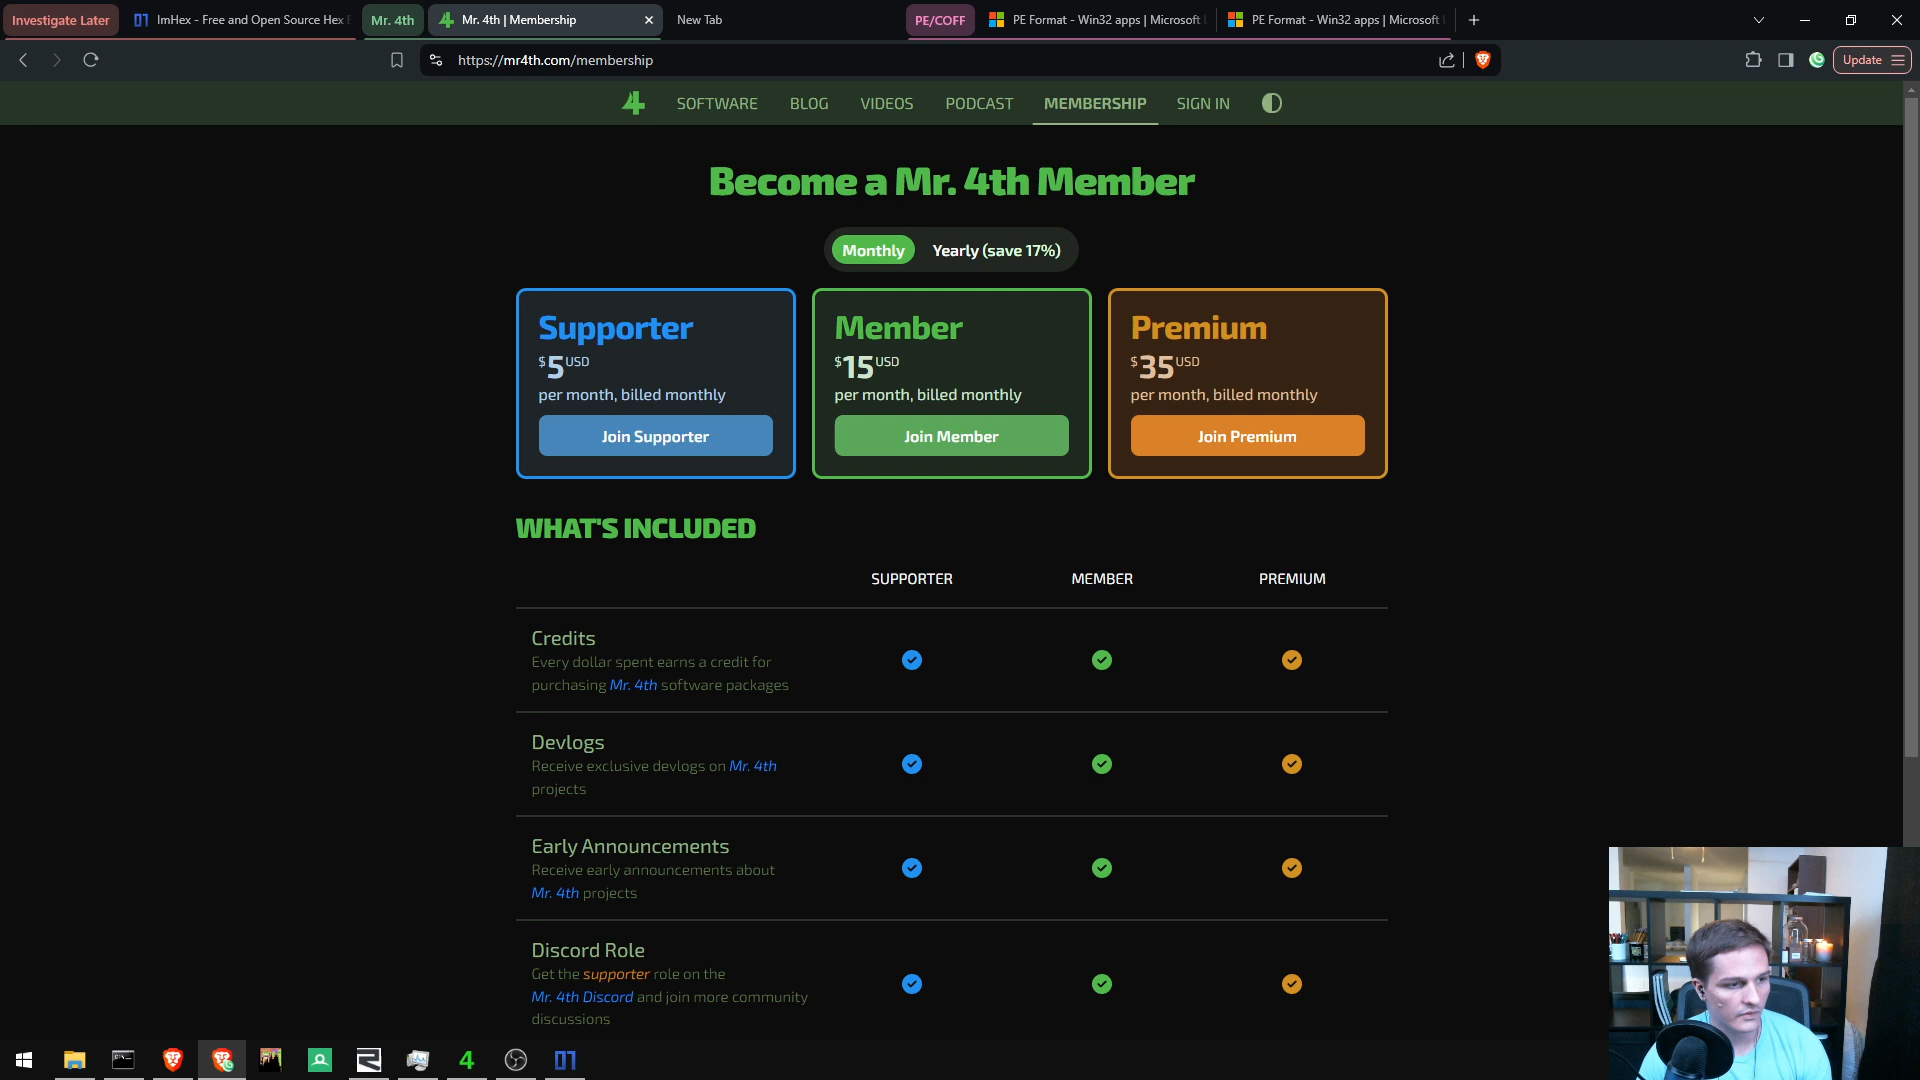 Investigate Later
ImHex - Free and Open Source Hex
Mr. 4th
Mr. 4th | Membership
New Tab
PE/COFF
PE Format - Win32 apps | Microsoft
PE Format - Win32 apps | Microsoft
https://mr4th.com/membership
Update
SOFTWARE
BLOG
VIDEOS
PODCAST
MEMBERSHIP
SIGN IN
Become a Mr. 4th Member
Monthly
Yearly (save 17%)
Supporter
$5USD
per month, billed monthly
Join Supporter
Member
$15USD
per month, billed monthly
Join Member
Premium
$35USD
per month, billed monthly
Join Premium
WHAT'S INCLUDED
SUPPORTER MEMBER PREMIUM
Credits
Every dollar spent earns a credit for
purchasing Mr. 4th software packages
Devlogs
Receive exclusive devlogs on Mr. 4th
projects
Early Announcements
Receive early announcements about
Mr. 4th projects
Discord Role
Get the supporter role on the
Mr. 4th Discord and join more community
discussions